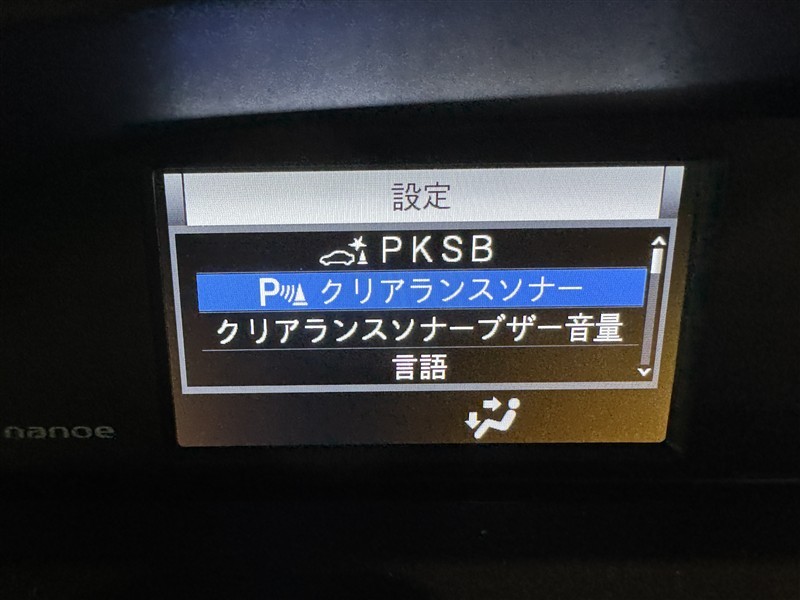 設定
PKSB
P クリアランスソナー
クリアランスソナーブザー音量
言語
nanoe